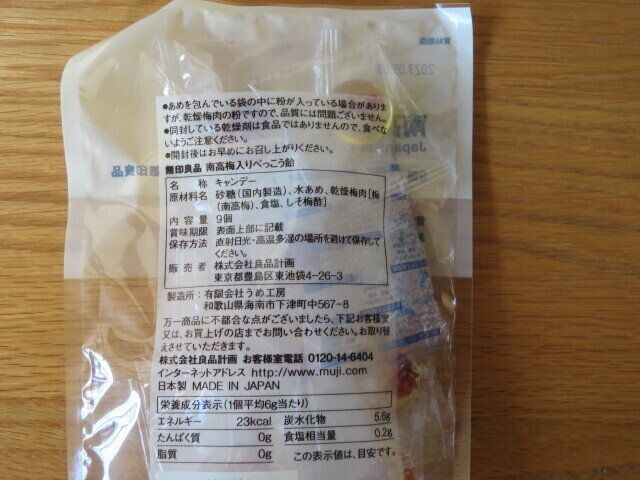 賞味期限
2023.05.
●あめを包んでいる袋の中に粉が入っている場合がありま
すが、乾燥梅肉の粉ですので、品質には問題ございません。
●同封している乾燥剤は食品ではありませんので、食べな
いようご注意ください。
●開封後はお早めにお召し上がりください。
無印良品 南高梅入りべっこう飴
名　　称 キャンデー
原材料名 砂糖(国内製造)、水あめ、乾燥梅肉[梅
(南高梅)、食塩、しそ梅酢]
内 容 量 9個
賞味期限 表面上部に記載
保存方法 直射日光・高温多湿の場所を避けて保存して
ください。
販 売 者 株式会社良品計画
東京都豊島区東池袋4-26-3
製造所：有限会社うめ工房
和歌山県海南市下津町中567-8
万一商品に不都合な点がございましたら、下記お客様室
又は、お買上げの店までお問い合わせください。お取り替
えさせていただきます。
株式会社良品計画 お客様室電話 0120-14-6404
インターネットアドレス http://www.muji.com
日本製 MADE IN JAPAN
栄養成分表示(1個平均6g当たり)
エネルギー 23kcal 炭水化物 5.6g
たんぱく質 0g 食塩相当量 0.2g
脂質 0g この表示値は、目安です。
南
Japanese
無印良品